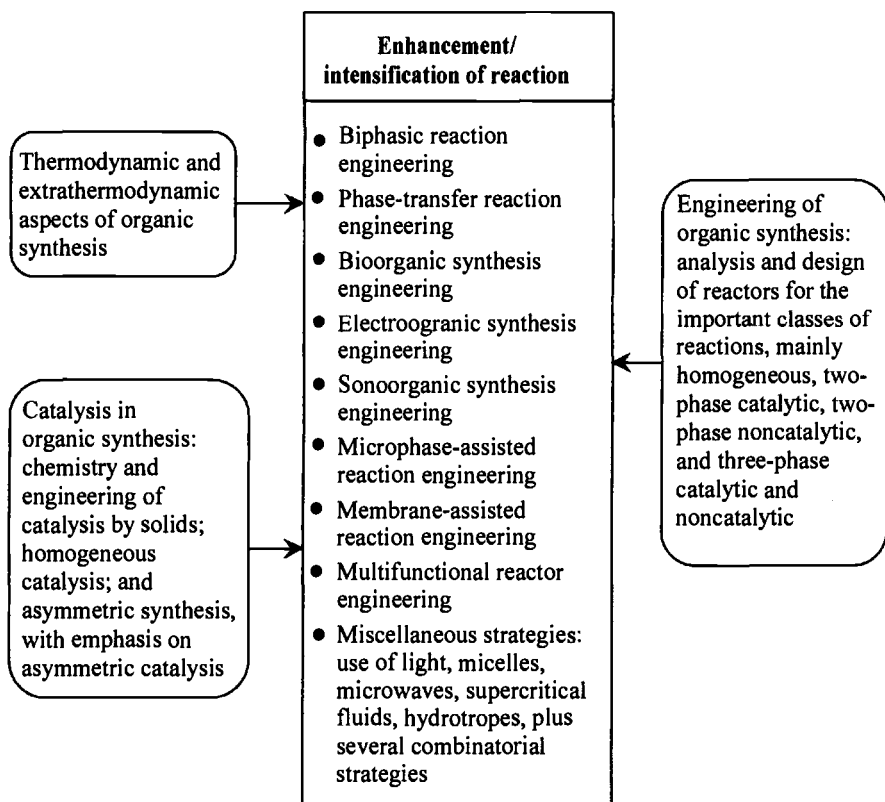 Enhancement/
intensification of reaction
● Biphasic reaction
engineering
● Phase-transfer reaction
engineering
● Bioorganic synthesis
engineering
● Electroogranic synthesis
engineering
● Sonoorganic synthesis
engineering
● Microphase-assisted
reaction engineering
● Membrane-assisted
reaction engineering
● Multifunctional reactor
engineering
● Miscellaneous strategies:
use of light, micelles,
microwaves, supercritical
fluids, hydrotropes, plus
several combinatorial
strategies
Thermodynamic and
extrathermodynamic
aspects of organic
synthesis
Catalysis in
organic synthesis:
chemistry and
engineering of
catalysis by solids;
homogeneous
catalysis; and
asymmetric synthesis,
with emphasis on
asymmetric catalysis
Engineering of
organic synthesis:
analysis and design
of reactors for the
important classes of
reactions, mainly
homogeneous, two-
phase catalytic, two-
phase noncatalytic,
and three-phase
catalytic and
noncatalytic